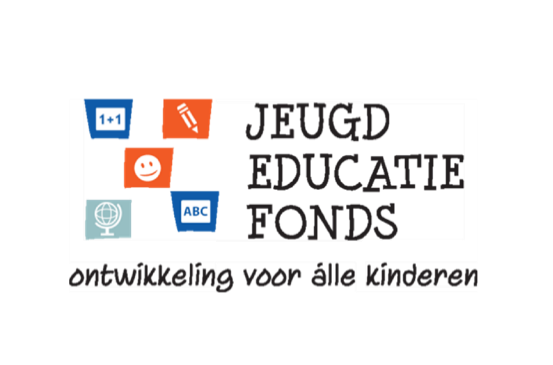 1+1
JEUGD
EDUCATIE
ABC
FONDS
ontwikkeling voor álle kinderen